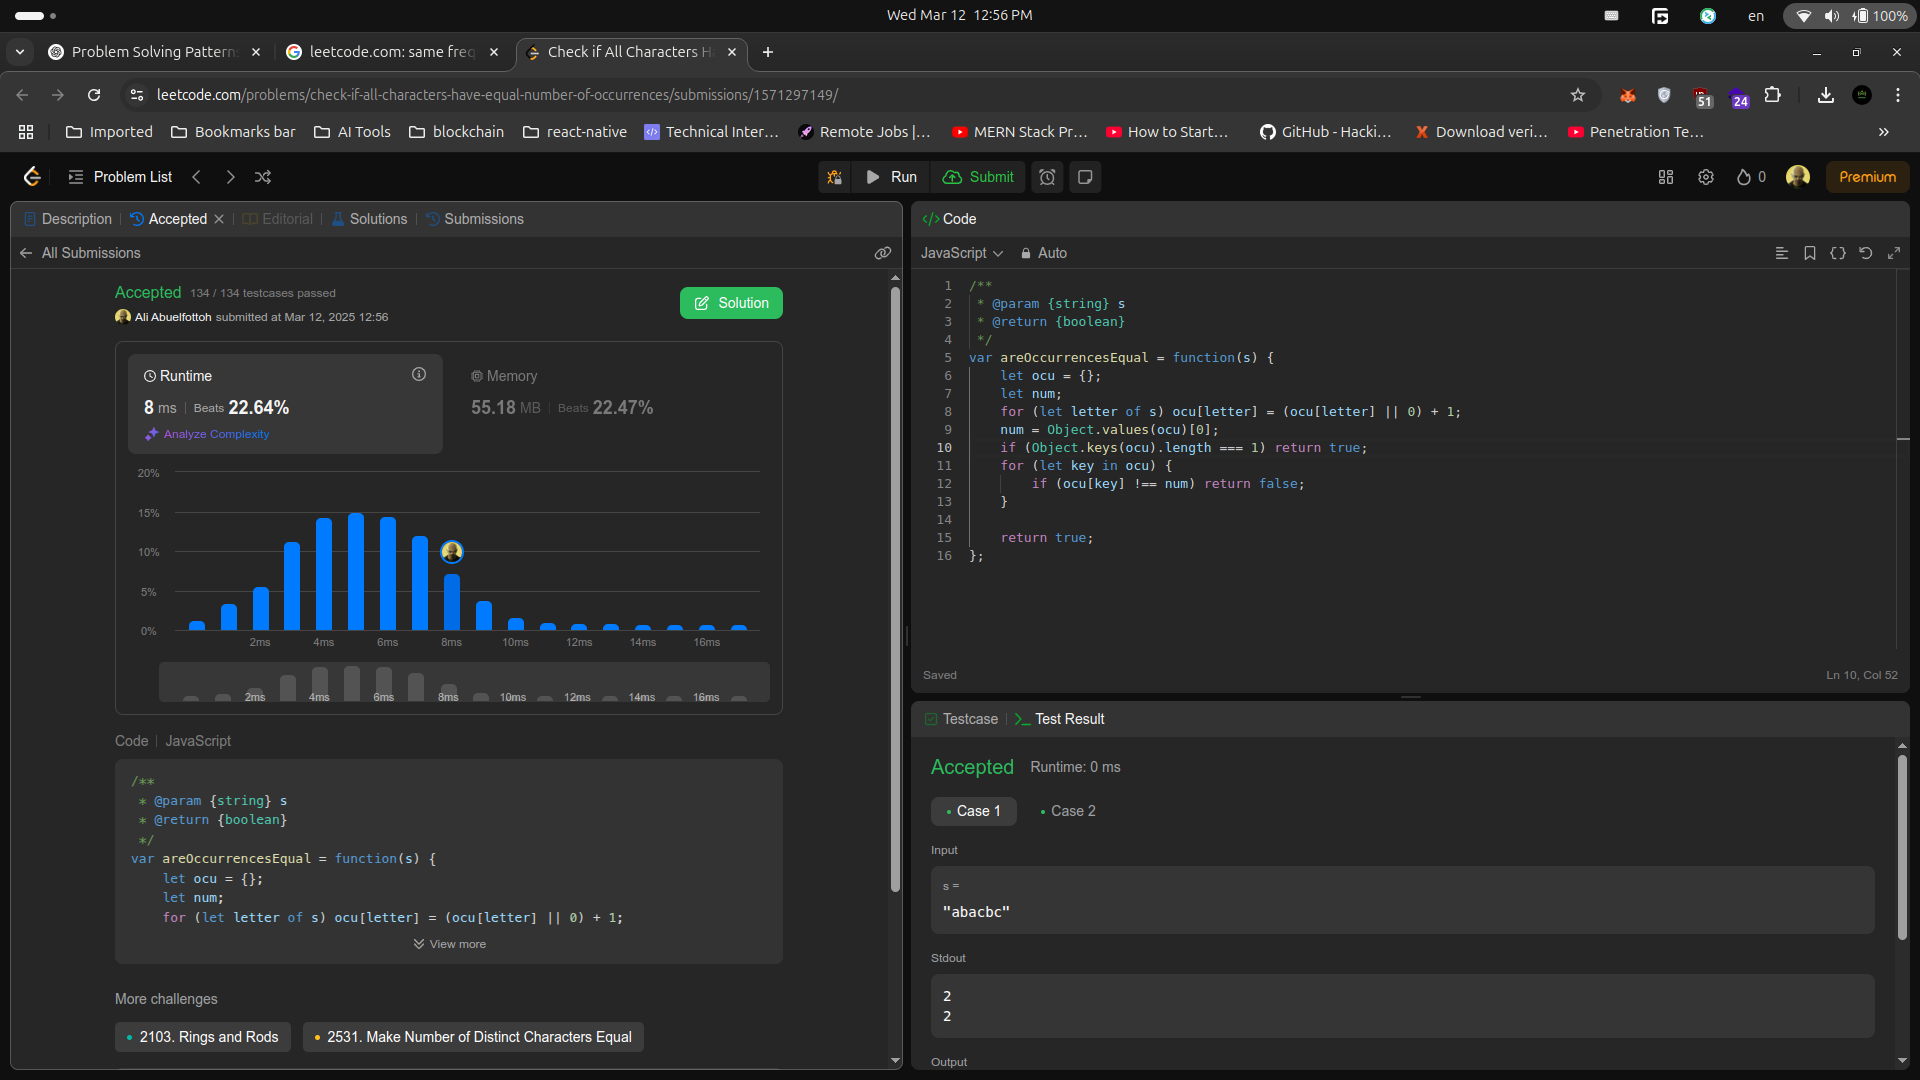 Wed Mar 12 12:56 PM
en
100%
Problem Solving Pattern
leetcode.com: same freq
Check if All Characters H
leetcode.com/problems/check-if-all-characters-have-equal-number-of-occurrences/submissions/1571297149/
51
24
Imported
Bookmarks bar
AI Tools
blockchain
react-native
Technical Inter...
Remote Jobs |...
MERN Stack Pr...
How to Start...
GitHub - Hacki...
Download veri...
Penetration Te...
Problem List
Run
Submit
0
Premium
Description
Accepted
Editorial
Solutions
Submissions
All Submissions
Accepted 134 / 134 testcases passed
Ali Abuelfottoh submitted at Mar 12, 2025 12:56
Solution
Runtime
8 ms Beats 22.64%
Analyze Complexity
Memory
55.18 MB Beats 22.47%
20%
15%
10%
5%
0%
2ms 4ms 6ms 8ms 10ms 12ms 14ms 16ms
2ms 4ms 6ms 8ms 10ms 12ms 14ms 16ms
Code | JavaScript
/**
* @param {string} s
* @return {boolean}
*/
var areOccurrencesEqual = function(s) {
let ocu = {};
let num;
for (let letter of s) ocu[letter] = (ocu[letter] || 0) + 1;
View more
More challenges
2103. Rings and Rods
2531. Make Number of Distinct Characters Equal
</> Code
JavaScript
Auto
1 /**
2 * @param {string} s
3 * @return {boolean}
4 */
5 var areOccurrencesEqual = function(s) {
6 let ocu = {};
7 let num;
8 for (let letter of s) ocu[letter] = (ocu[letter] || 0) + 1;
9 num = Object.values(ocu)[0];
10 if (Object.keys(ocu).length === 1) return true;
11 for (let key in ocu) {
12 if (ocu[key] !== num) return false;
13 }
14
15 return true;
16 };
Saved
Ln 10, Col 52
Testcase
Test Result
Accepted Runtime: 0 ms
Case 1
Case 2
Input
s =
"abacbc"
Stdout
2
2
Output